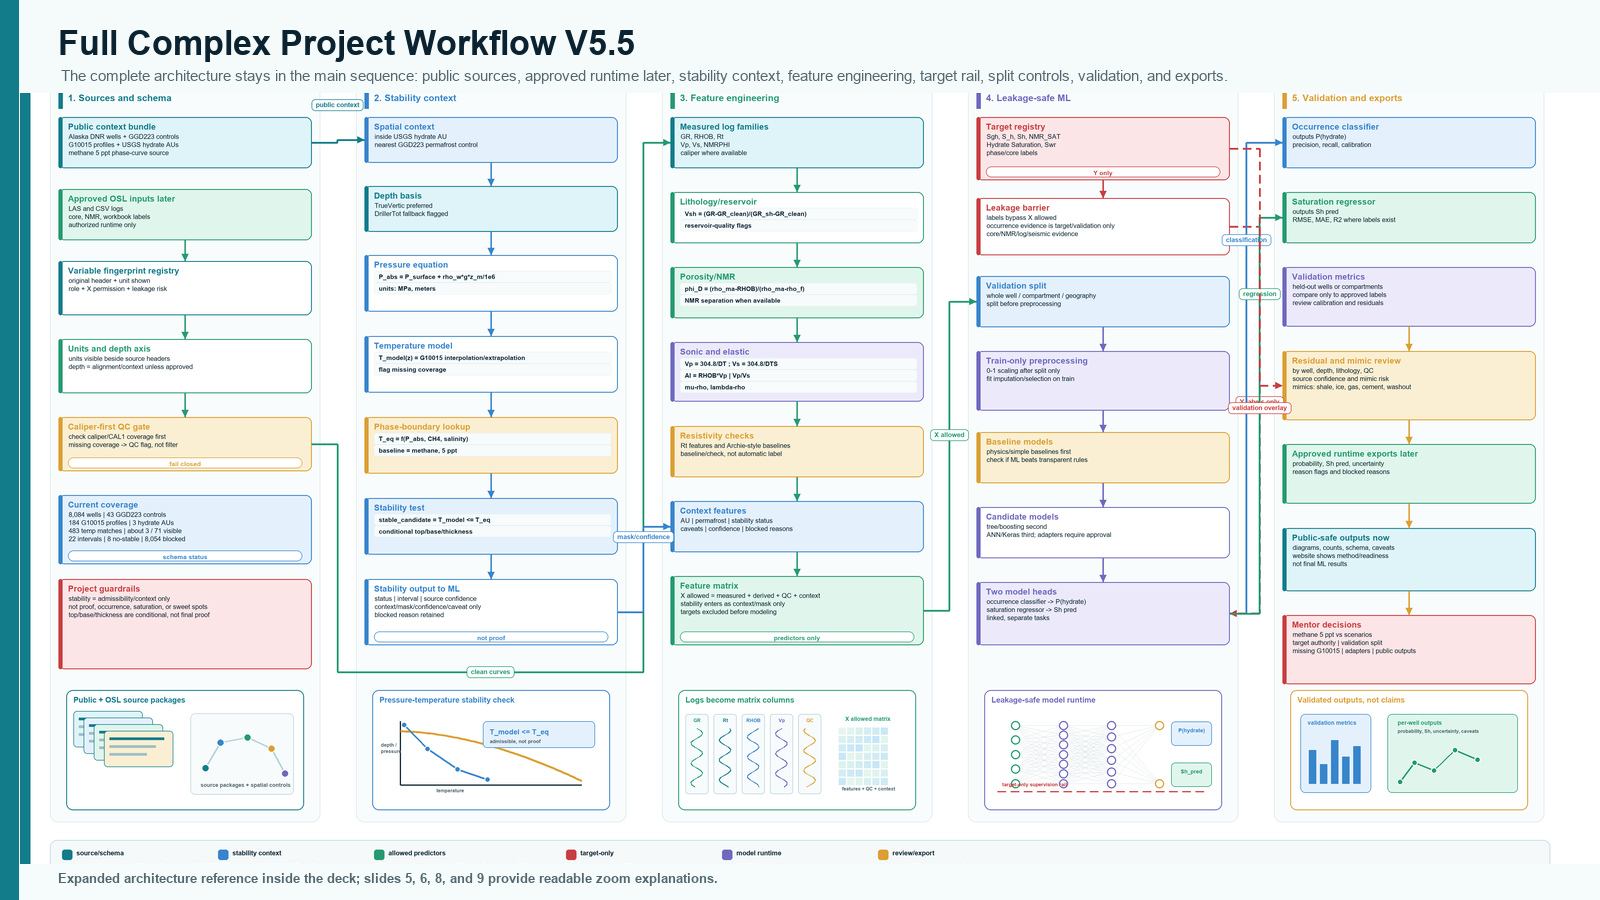 Full Complex Project Workflow V5.5
The complete architecture stays in the main sequence: public sources, approved runtime later, stability context, feature engineering, target rail, split controls, validation, and exports.
1. Sources and schema
public context
Public context bundle
Alaska DNR wells + GGD223 controls
G10015 profiles + USGS hydrate AUs
methane 5 ppt phase-curve source
Approved OSL inputs later
LAS and CSV logs
core, NMR, workbook labels
authorized runtime only
Variable fingerprint registry
original header + unit shown
role + X permission + leakage risk
Units and depth axis
units visible beside source headers
depth = alignment/context unless approved
Caliper-first QC gate
check caliper/CAL1 coverage first
missing coverage -> QC flag, not filter
fail closed
Current coverage
8,084 wells | 43 GGD223 controls
184 G10015 profiles | 3 hydrate AUs
483 temp matches | about 3 / 71 visible
22 intervals | 8 no-stable | 8,054 blocked
schema status
Project guardrails
stability = admissibility/context only
not proof, occurrence, saturation, or sweet spots
top/base/thickness are conditional, not final proof
Public + OSL source packages
source packages + spatial controls
2. Stability context
Spatial context
inside USGS hydrate AU
nearest GGD223 permafrost control
Depth basis
TrueVertic preferred
DrillerTot fallback flagged
Pressure equation
P_abs = P_surface + rho_w*g*z_m/1e6
units: MPa, meters
Temperature model
T_model(z) = G10015 interpolation/extrapolation
flag missing coverage
Phase-boundary lookup
T_eq = f(P_abs, CH4, salinity)
baseline = methane, 5 ppt
Stability test
stable_candidate = T_model <= T_eq
conditional top/base/thickness
mask/confidence
Stability output to ML
status | interval | source confidence
context/mask/confidence/caveat only
blocked reason retained
not proof
clean curves
Pressure-temperature stability check
T_model <= T_eq
admissible, not proof
depth /
pressure
temperature
3. Feature engineering
Measured log families
GR, RHOB, Rt
Vp, Vs, NMRPHI
caliper where available
Lithology/reservoir
Vsh = (GR-GR_clean)/(GR_sh-GR_clean)
reservoir-quality flags
Porosity/NMR
phi_D = (rho_ma-RHOB)/(rho_ma-rho_f)
NMR separation when available
Sonic and elastic
Vp = 304.8/DT ; Vs = 304.8/DTS
AI = RHOB*Vp | Vp/Vs
mu-rho, lambda-rho
Resistivity checks
Rt features and Archie-style baselines
baseline/check, not automatic label
X allowed
Context features
AU | permafrost | stability status
caveats | confidence | blocked reasons
Feature matrix
X allowed = measured + derived + QC + context
stability enters as context/mask only
targets excluded before modeling
predictors only
Logs become matrix columns
GR
Rt
RHOB
Vp
QC
X allowed matrix
features + QC + context
4. Leakage-safe ML
Target registry
Sgh, S_h, Sh, NMR_SAT
Hydrate Saturation, Swr
phase/core labels
Y only
Leakage barrier
labels bypass X allowed
occurrence evidence is target/validation only
core/NMR/log/seismic evidence
classification
Validation split
whole well / compartment / geography
split before preprocessing
regression
Train-only preprocessing
0-1 scaling after split only
fit imputation/selection on train
validation overlay
Baseline models
physics/simple baselines first
check if ML beats transparent rules
Candidate models
tree/boosting second
ANN/Keras third; adapters require approval
Two model heads
occurrence classifier -> P(hydrate)
saturation regressor -> Sh pred
linked, separate tasks
Leakage-safe model runtime
P(hydrate)
Sh_pred
target-only supervision rail
5. Validation and exports
Occurrence classifier
outputs P(hydrate)
precision, recall, calibration
Saturation regressor
outputs Sh pred
RMSE, MAE, R2 where labels exist
Validation metrics
held-out wells or compartments
compare only to approved labels
review calibration and residuals
Residual and mimic review
by well, depth, lithology, QC
source confidence and mimic risk
mimics: shale, ice, gas, cement, washout
Approved runtime exports later
probability, Sh pred, uncertainty
reason flags and blocked reasons
Public-safe outputs now
diagrams, counts, schema, caveats
website shows method/readiness
not final ML results
Mentor decisions
methane 5 ppt vs scenarios
target authority | validation split
missing G10015 | adapters | public outputs
Validated outputs, not claims
validation metrics
per-well outputs
probability, Sh, uncertainty, caveats
source/schema
stability context
allowed predictors
target-only
model runtime
review/export
Expanded architecture reference inside the deck; slides 5, 6, 8, and 9 provide readable zoom explanations.